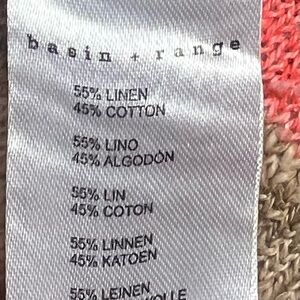 basin + range
55% LINEN
45% COTTON
55% LINO
45% ALGODÓN
55% LIN
45% COTON
55% LINNEN
45% KATOEN
55% LEINEN